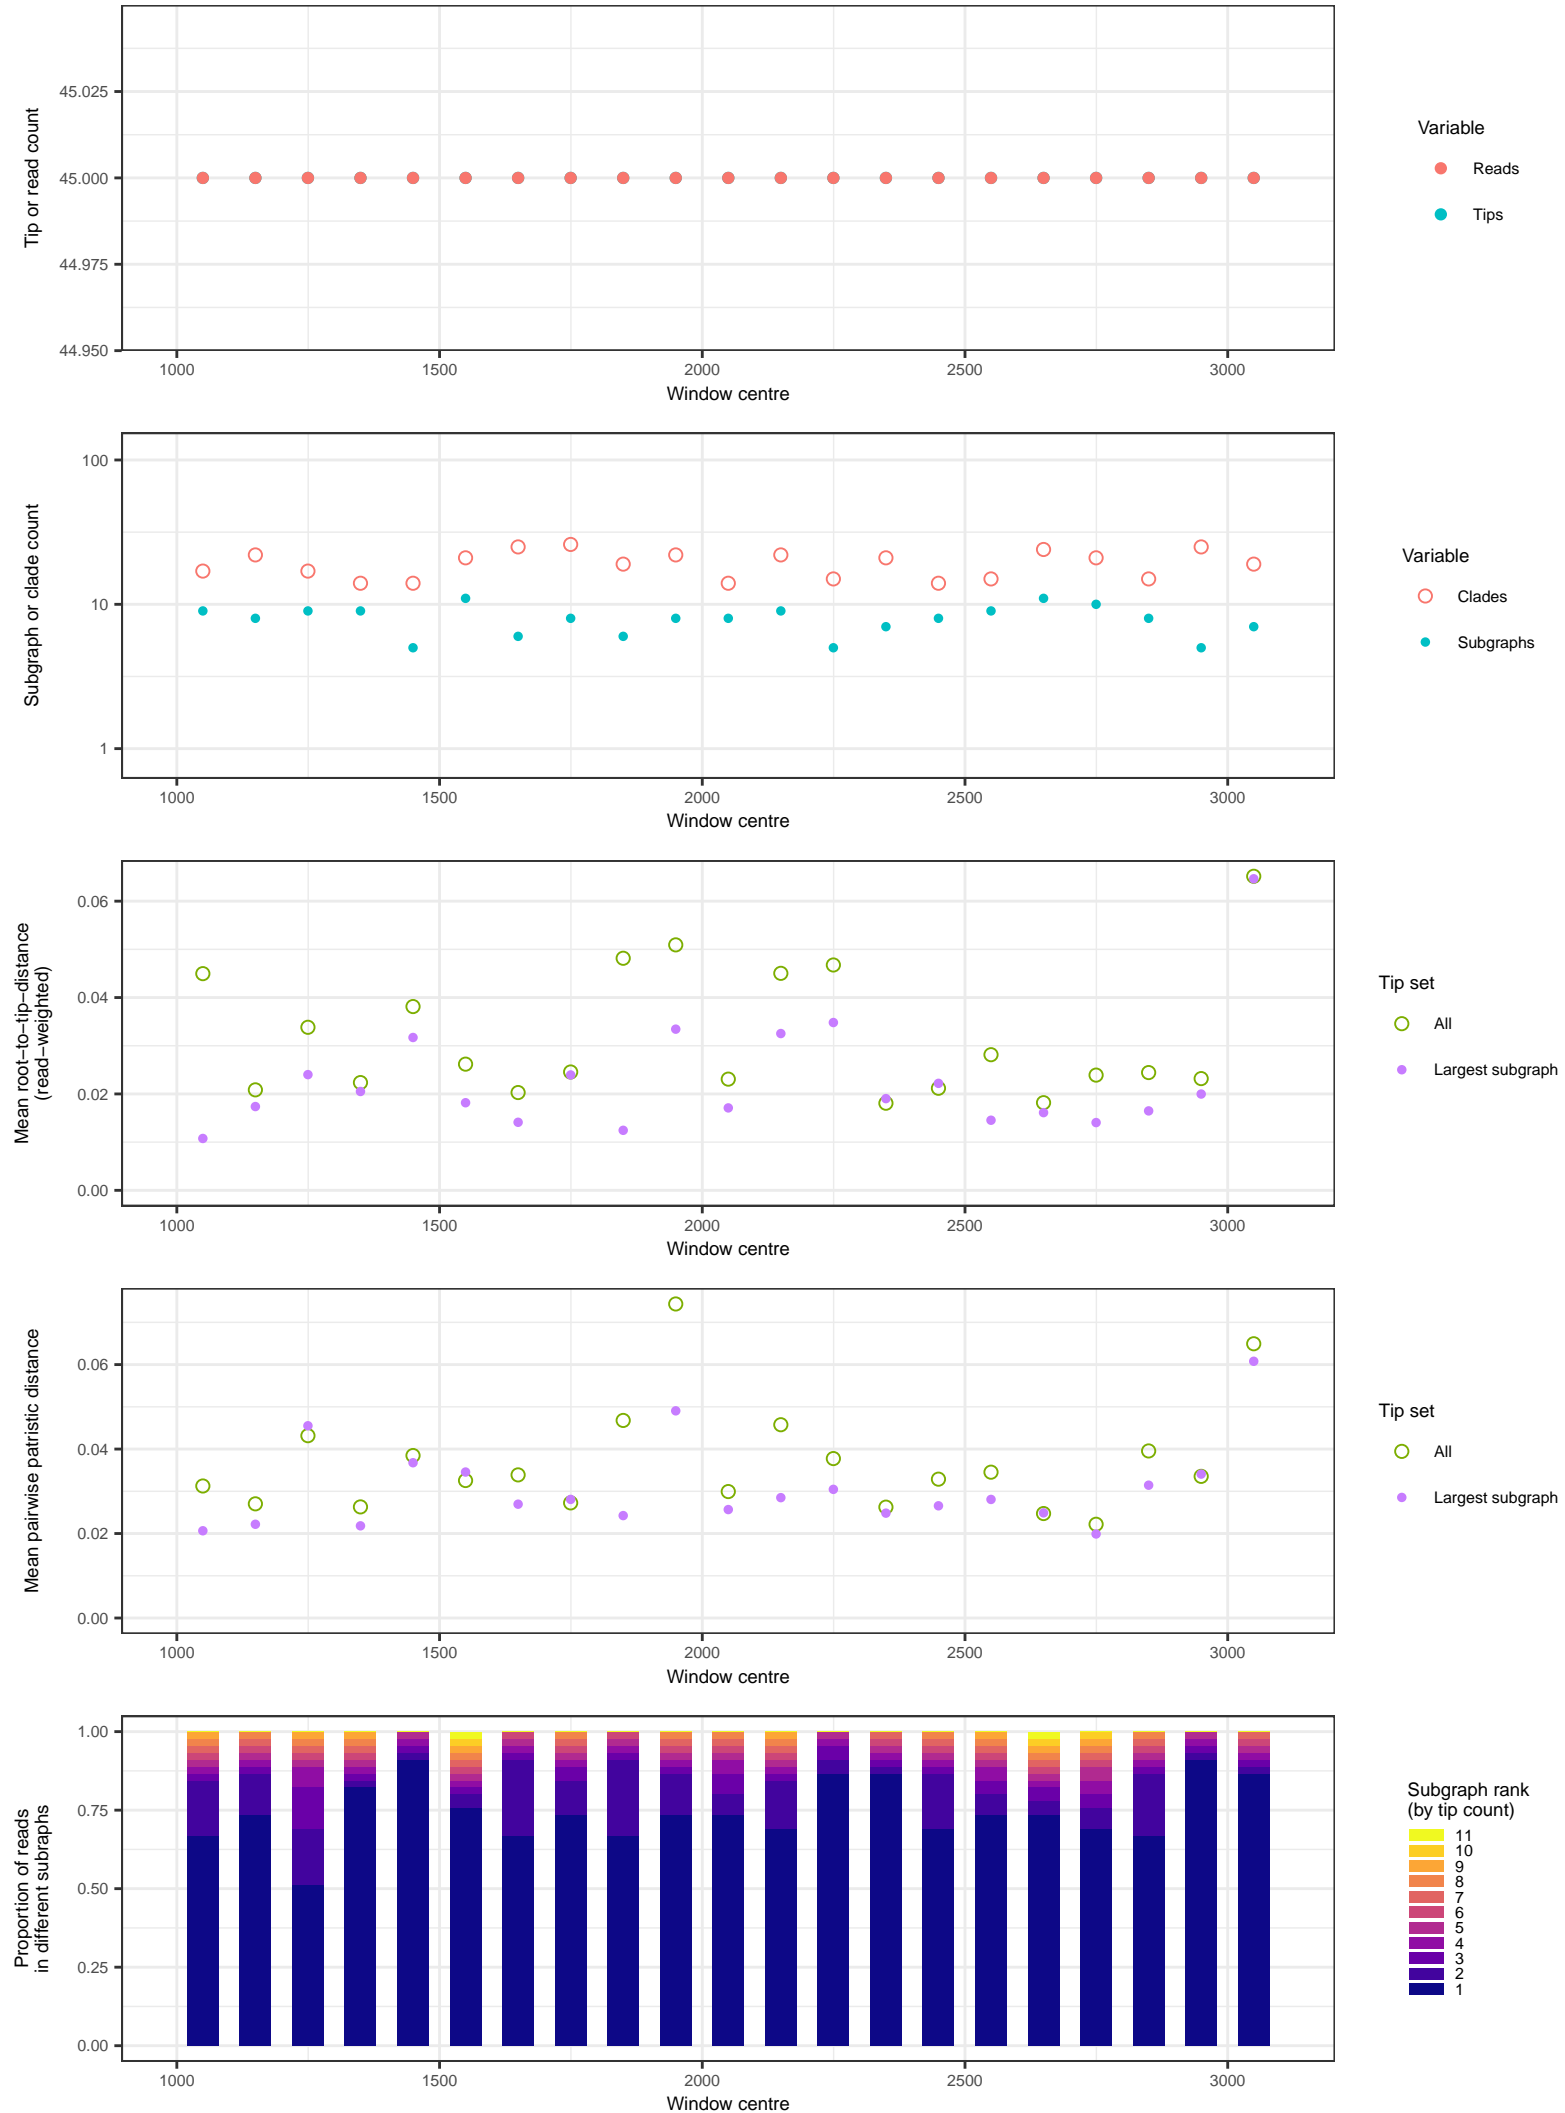 45.025
45.000
44.975
44.950
Tip or read count
1000 1500 2000 2500 3000
Window centre
Variable
Reads
Tips
100
10
1
Subgraph or clade count
1000 1500 2000 2500 3000
Window centre
Variable
Clades
Subgraphs
0.06
0.04
0.02
0.00
Mean root−to−tip−distance
(read−weighted)
1000 1500 2000 2500 3000
Window centre
Tip set
All
Largest subgraph
0.06
0.04
0.02
0.00
Mean pairwise patristic distance
1000 1500 2000 2500 3000
Window centre
Tip set
All
Largest subgraph
1.00
0.75
0.50
0.25
0.00
Proportion of reads
in different subraphs
1000 1500 2000 2500 3000
Window centre
Subgraph rank
(by tip count)
11
10
9
8
7
6
5
4
3
2
1